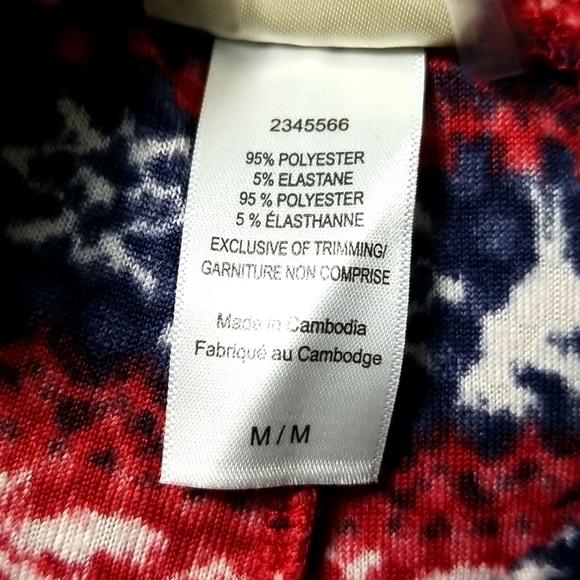 2345566
95% POLYESTER
5% ELASTANE
95 % POLYESTER
5 % ÉLASTHANNE
EXCLUSIVE OF TRIMMING/
GARNITURE NON COMPRISE
Made in Cambodia
Fabriqué au Cambodge
M / M